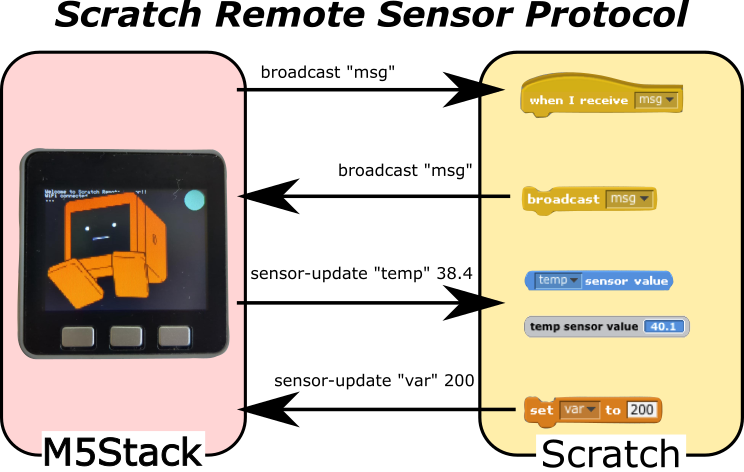 Scratch Remote Sensor Protocol
broadcast "msg"
when I receive msg
broadcast "msg"
broadcast msg
Welcome to Scratch Remote
WiFi connected
...
sensor-update "temp" 38.4
temp sensor value
temp sensor value 40.1
sensor-update "var" 200
set var to 200
M5Stack
Scratch